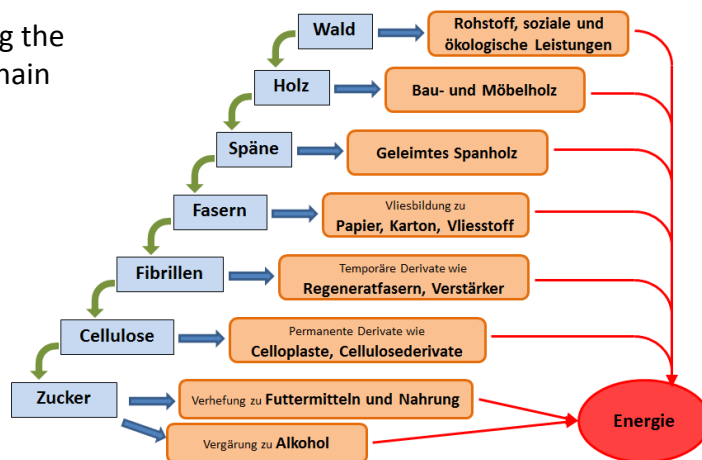 g the
nain
Wald
Rohstoff, soziale und
ökologische Leistungen
Holz
Bau- und Möbelholz
Späne
Geleimtes Spanholz
Fasern
Vliesbildung zu
Papier, Karton, Vliesstoff
Fibrillen
Temporäre Derivate wie
Regeneratfasern, Verstärker
Cellulose
Permanente Derivate wie
Celloplaste, Cellulosederivate
Zucker
Verhefung zu Futtermitteln und Nahrung
Vergärung zu Alkohol
Energie